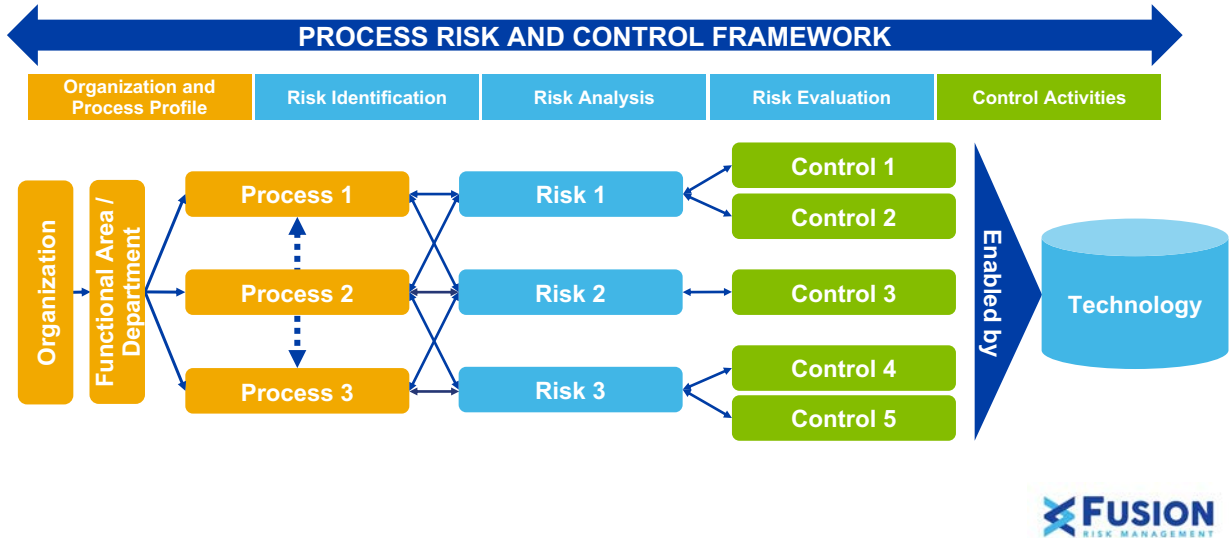 PROCESS RISK AND CONTROL FRAMEWORK
Organization and
Process Profile
Risk Identification
Risk Analysis
Risk Evaluation
Control Activities
Organization
Functional Area /
Department
Process 1
Process 2
Process 3
Risk 1
Risk 2
Risk 3
Control 1
Control 2
Control 3
Control 4
Control 5
Enabled by
Technology
FUSION
RISK MANAGEMENT